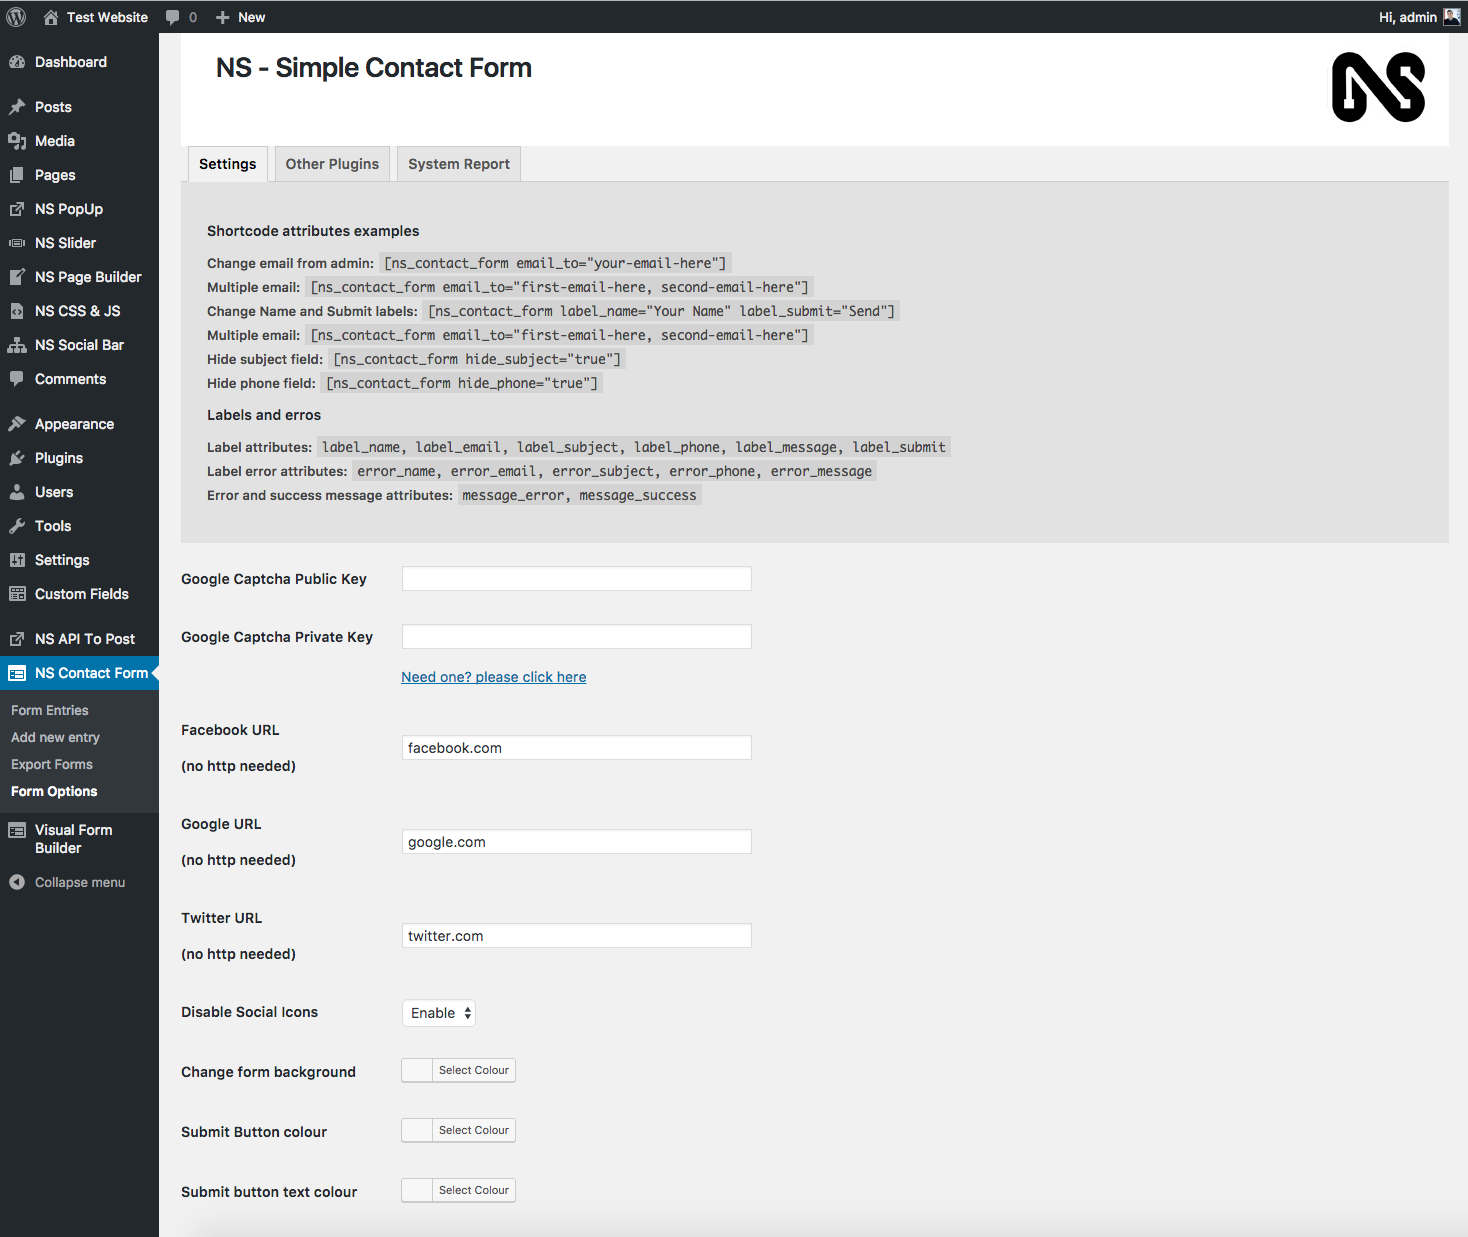 Test Website 0 New Hi, admin
Dashboard
Posts
Media
Pages
NS PopUp
NS Slider
NS Page Builder
NS CSS & JS
NS Social Bar
Comments
Appearance
Plugins
Users
Tools
Settings
Custom Fields
NS API To Post
NS Contact Form
Form Entries
Add new entry
Export Forms
Form Options
Visual Form
Builder
Collapse menu
NS - Simple Contact Form
NS
Settings Other Plugins System Report
Shortcode attributes examples
Change email from admin: [ns_contact_form email_to="your-email-here"]
Multiple email: [ns_contact_form email_to="first-email-here, second-email-here"]
Change Name and Submit labels: [ns_contact_form label_name="Your Name" label_submit="Send"]
Multiple email: [ns_contact_form email_to="first-email-here, second-email-here"]
Hide subject field: [ns_contact_form hide_subject="true"]
Hide phone field: [ns_contact_form hide_phone="true"]
Labels and erros
Label attributes: label_name, label_email, label_subject, label_phone, label_message, label_submit
Label error attributes: error_name, error_email, error_subject, error_phone, error_message
Error and success message attributes: message_error, message_success
Google Captcha Public Key
Google Captcha Private Key
Need one? please click here
Facebook URL
(no http needed)
facebook.com
Google URL
(no http needed)
google.com
Twitter URL
(no http needed)
twitter.com
Disable Social Icons Enable
Change form background Select Colour
Submit Button colour Select Colour
Submit button text colour Select Colour